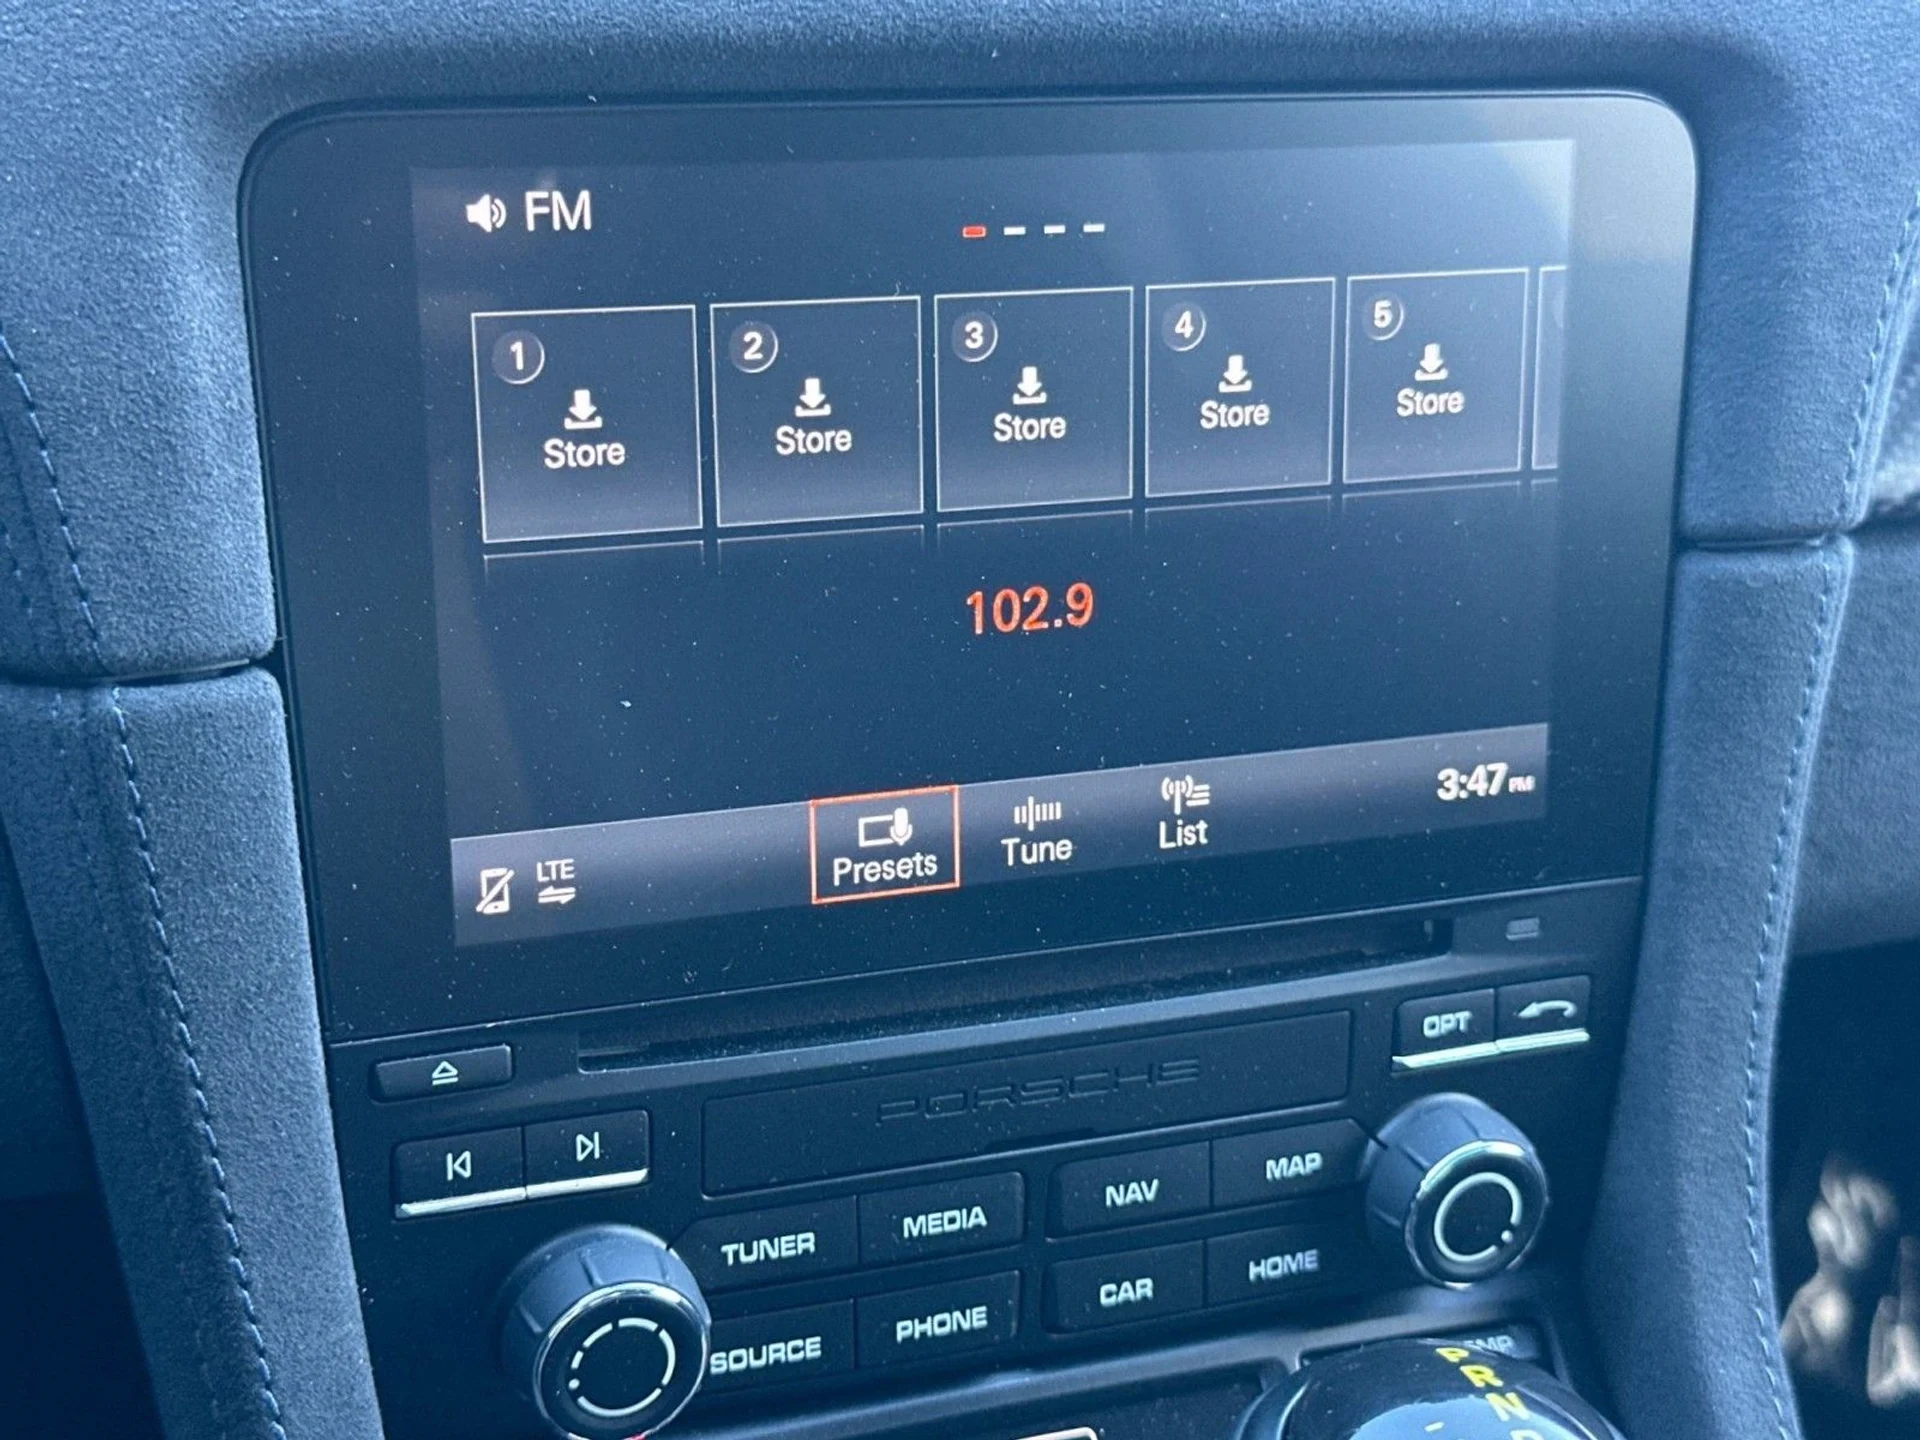 FM
1 2 3 4 5
Store Store Store Store Store
102.9
LTE
Presets Tune List 3:47 PM
OPT
PORSCHE
TUNER MEDIA NAV MAP
SOURCE PHONE CAR HOME
P
R
N